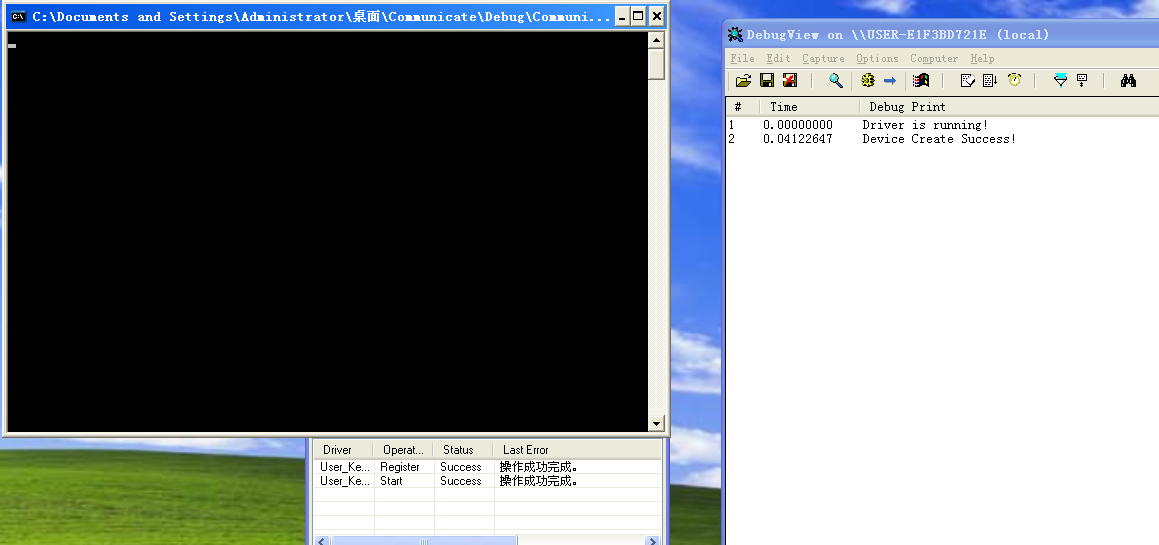 C:\Documents and Settings\Administrator\桌面\Communicate\Debug\Communi...
DebugView on \\USER-E1F3BD721E (local)
File Edit Capture Options Computer Help
# Time Debug Print
1 0.00000000 Driver is running!
2 0.04122647 Device Create Success!
Driver Operat... Status Last Error
User_Ke... Register Success 操作成功完成。
User_Ke... Start Success 操作成功完成。